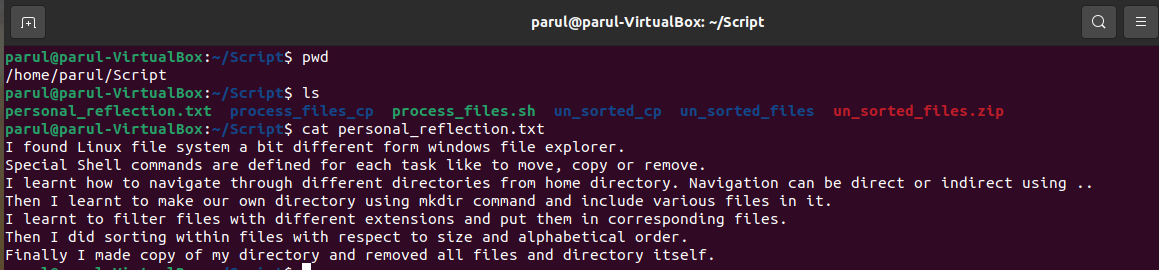 parul@parul-VirtualBox: ~/Script
parul@parul-VirtualBox:~/Script$ pwd
/home/parul/Script
parul@parul-VirtualBox:~/Script$ ls
personal_reflection.txt process_files_cp process_files.sh un_sorted_cp un_sorted_files un_sorted_files.zip
parul@parul-VirtualBox:~/Script$ cat personal_reflection.txt
I found Linux file system a bit different form windows file explorer.
Special Shell commands are defined for each task like to move, copy or remove.
I learnt how to navigate through different directories from home directory. Navigation can be direct or indirect using ..
Then I learnt to make our own directory using mkdir command and include various files in it.
I learnt to filter files with different extensions and put them in corresponding files.
Then I did sorting within files with respect to size and alphabetical order.
Finally I made copy of my directory and removed all files and directory itself.
parul@parul-VirtualBox:~/Script$